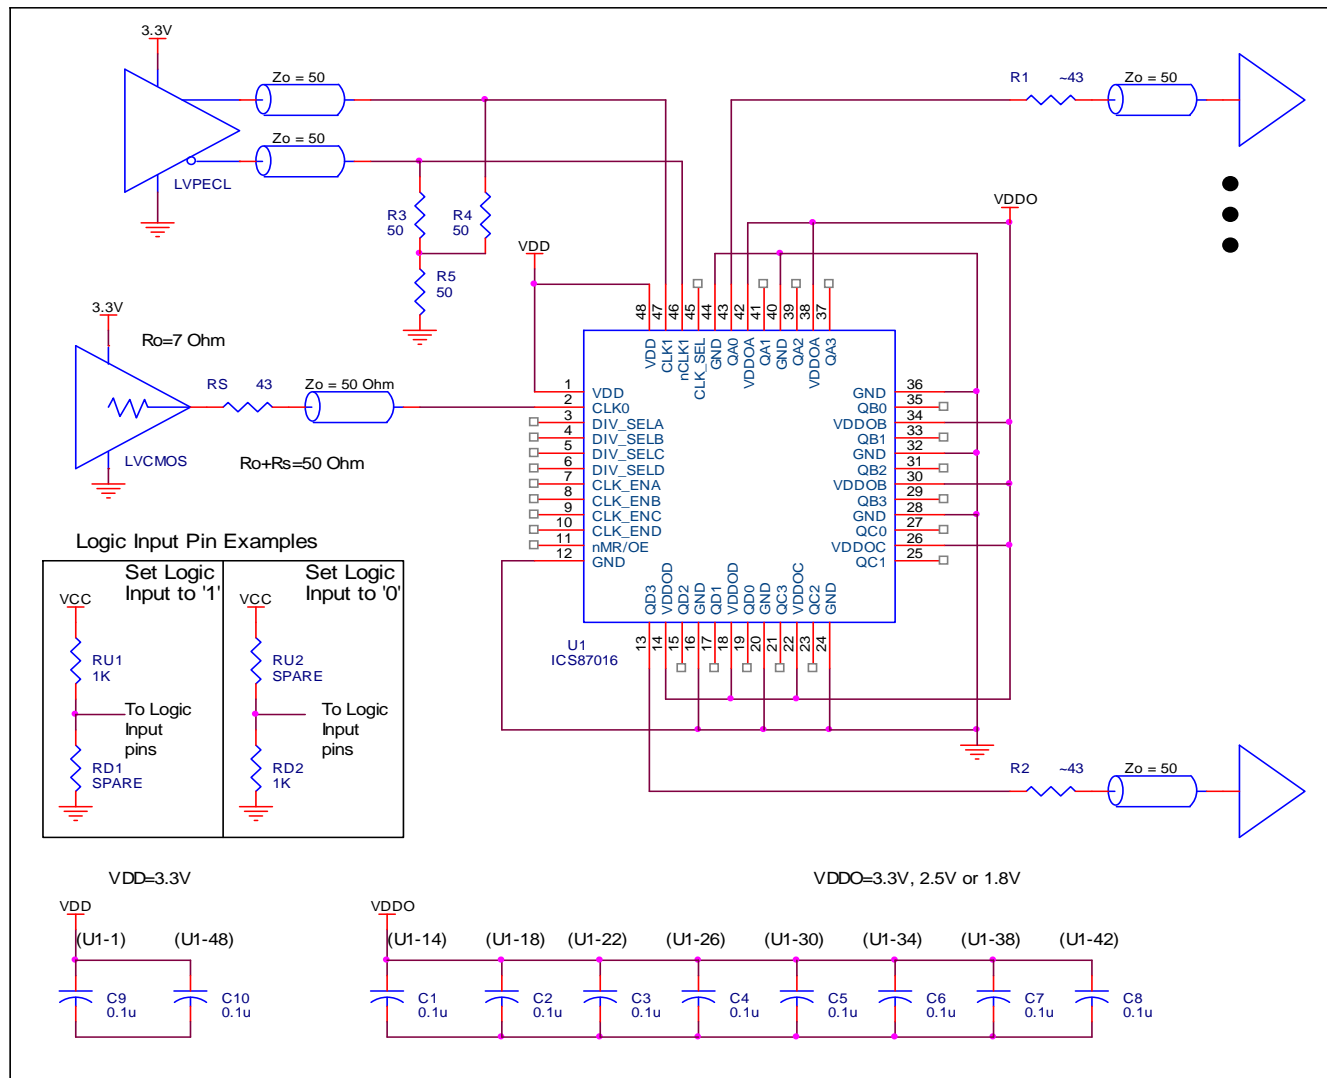 3.3V
Zo = 50
Zo = 50
LVPECL
R3
50
R4
50
R5
50
R1 ~43
Zo = 50
VDDO
VDD
3.3V
Ro=7 Ohm
RS 43
Zo = 50 Ohm
LVCMOS
Ro+Rs=50 Ohm
48
47
46
45
44
43
42
41
40
39
38
37
VDD
CLK1
nCLK1
CLK_SEL
GND
QA0
VDDOA
QA1
GND
QA2
VDDOA
QA3
1 VDD
2 CLK0
3 DIV_SELA
4 DIV_SELB
5 DIV_SELC
6 DIV_SELD
7 CLK_ENA
8 CLK_ENB
9 CLK_ENC
10 CLK_END
11 nMR/OE
12 GND
GND 36
QB0 35
VDDOB 34
QB1 33
GND 32
QB2 31
VDDOB 30
QB3 29
GND 28
QC0 27
VDDOC 26
QC1 25
QD3
VDDOD
QD2
GND
QD1
VDDOD
QD0
GND
QC3
VDDOC
QC2
GND
13
14
15
16
17
18
19
20
21
22
23
24
U1
ICS87016
Logic Input Pin Examples
Set Logic
Input to '1'
VCC
RU1
1K
To Logic
Input
pins
RD1
SPARE
Set Logic
Input to '0'
VCC
RU2
SPARE
To Logic
Input
pins
RD2
1K
R2 ~43
Zo = 50
VDD=3.3V
VDDO=3.3V, 2.5V or 1.8V
VDD
(U1-1) (U1-48)
C9
0.1u
C10
0.1u
VDDO
(U1-14) (U1-18) (U1-22) (U1-26) (U1-30) (U1-34) (U1-38) (U1-42)
C1
0.1u
C2
0.1u
C3
0.1u
C4
0.1u
C5
0.1u
C6
0.1u
C7
0.1u
C8
0.1u